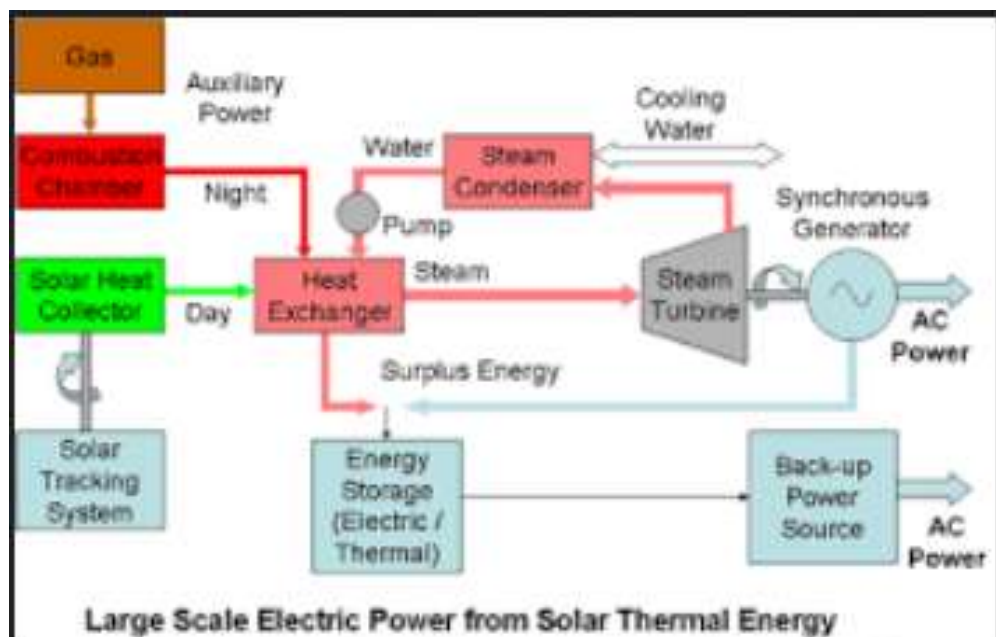 Gas
Auxiliary
Power
Cooling
Water
Combustion
Chamber
Night
Water
Steam
Condenser
Pump
Synchronous
Generator
Solar Heat
Collector
Day
Heat
Exchanger
Steam
Steam
Turbine
AC
Power
Surplus Energy
Solar
Tracking
System
Energy
Storage
(Electric /
Thermal)
Back-up
Power
Source
AC
Power
Large Scale Electric Power from Solar Thermal Energy